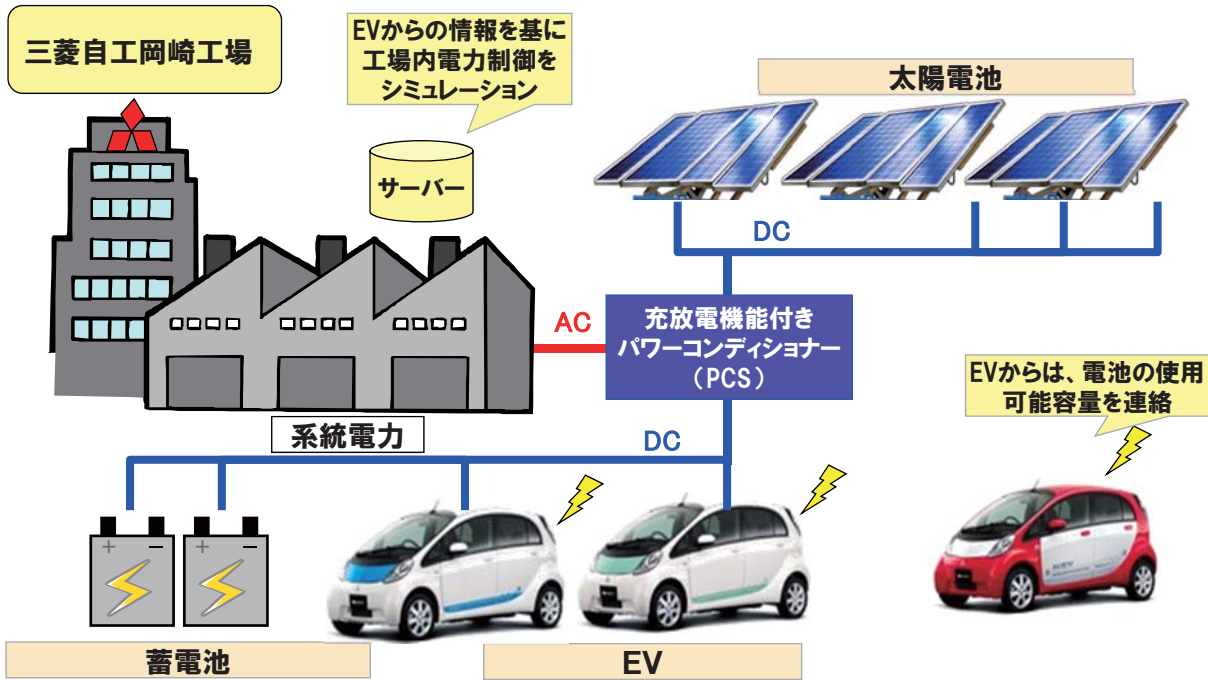 三菱自工岡崎工場
EVからの情報を基に
工場内電力制御を
シミュレーション
サーバー
太陽電池
DC
AC
充放電機能付き
パワーコンディショナー
(PCS)
EVからは、電池の使用
可能容量を連絡
系統電力
DC
+ −
+ −
蓄電池
EV